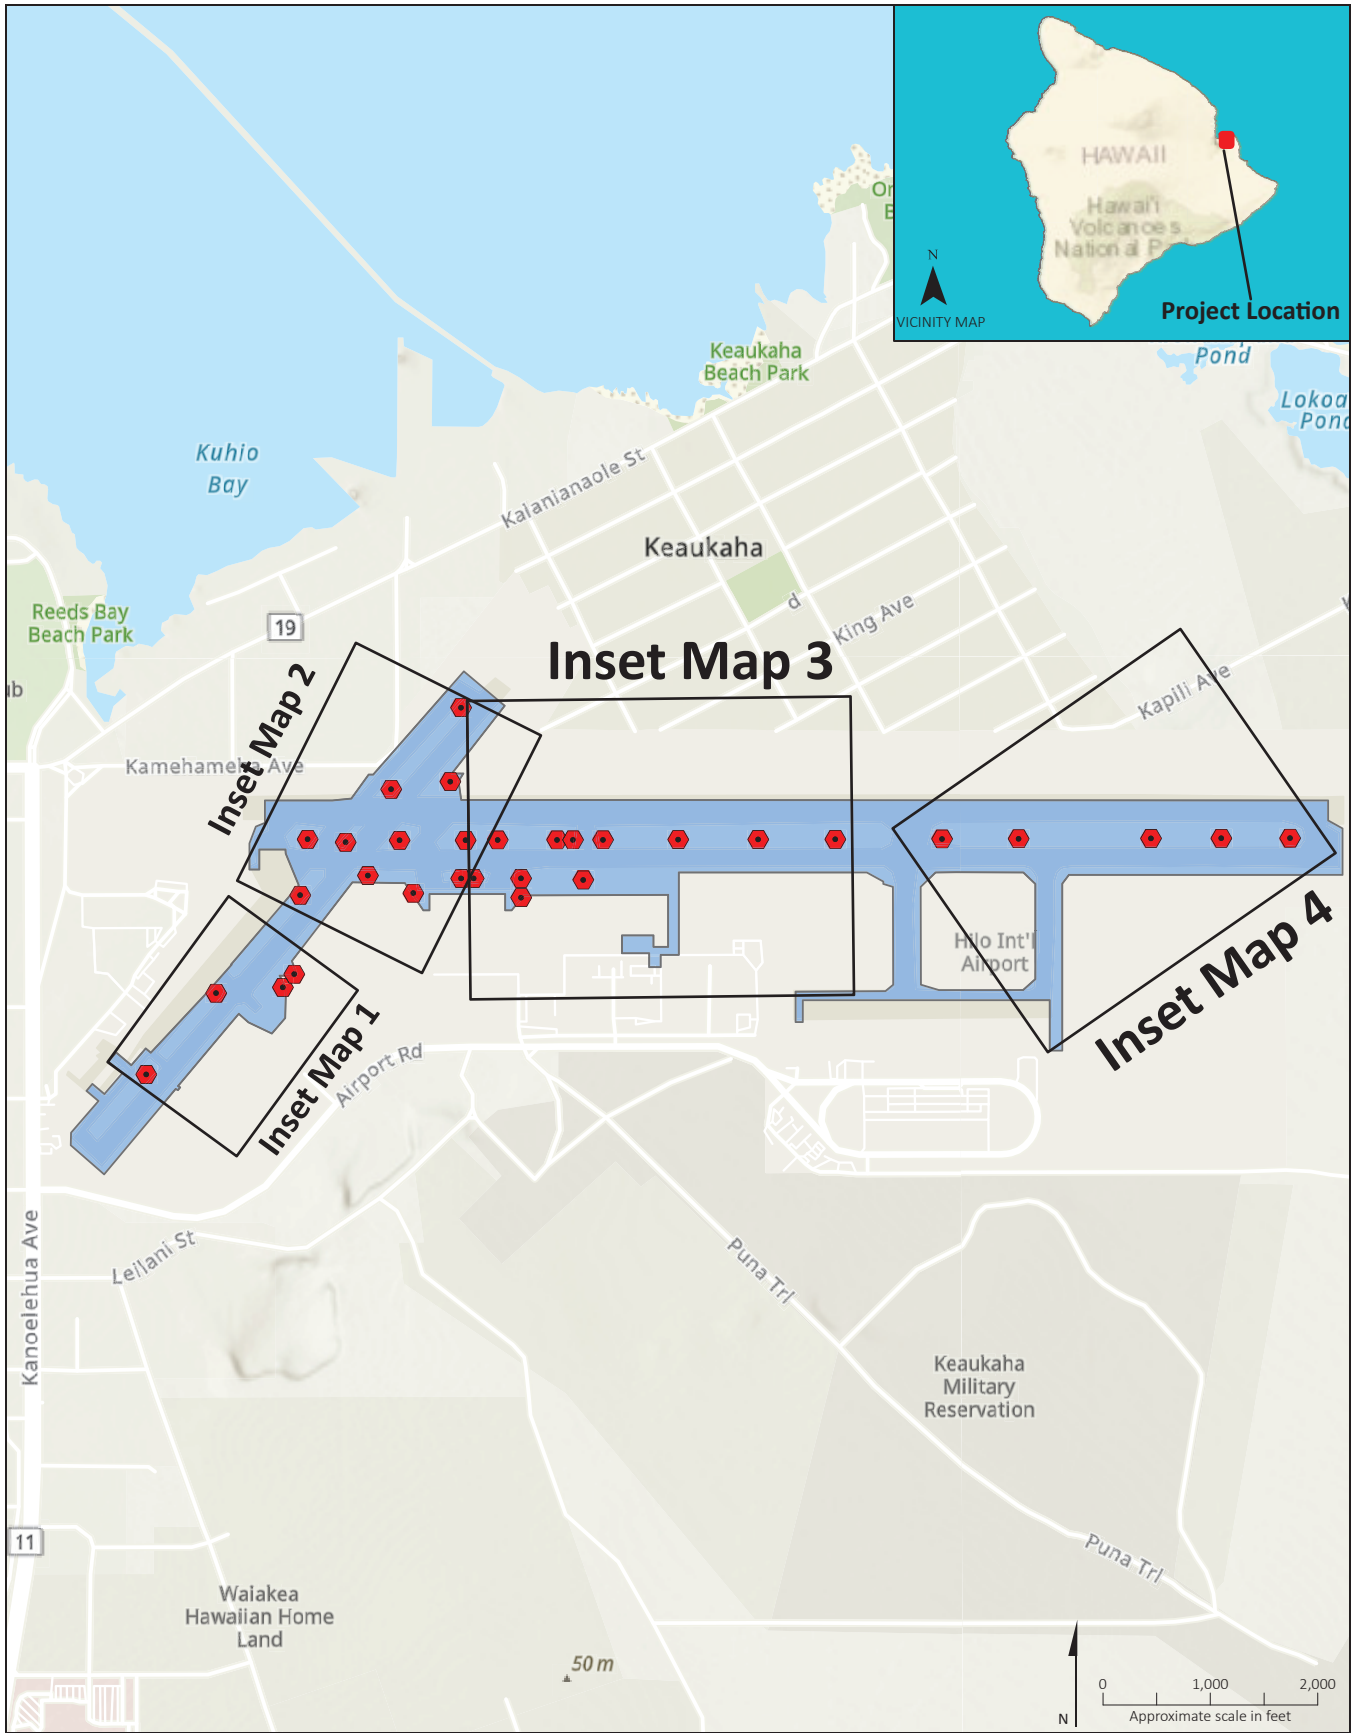 HAWAII
Hawai'i
Volcanoes
National
N
VICINITY MAP
Project Location
Pond
Pond
Keaukaha
Beach Park
Kuhio
Bay
Kalanianaole St
Keaukaha
Reeds Bay
Beach Park
19
d
King Ave
Inset Map 3
Inset Map 2
Kapili Ave
Kamehameha Ave
Hilo Int'l
Airport
Inset Map 4
Inset Map 1
Airport Rd
Kanoelehua Ave
Leilani St
Puna Trl
Keaukaha
Military
Reservation
11
Puna Trl
Waiakea
Hawaiian Home
Land
50 m
N
0 1,000 2,000
Approximate scale in feet